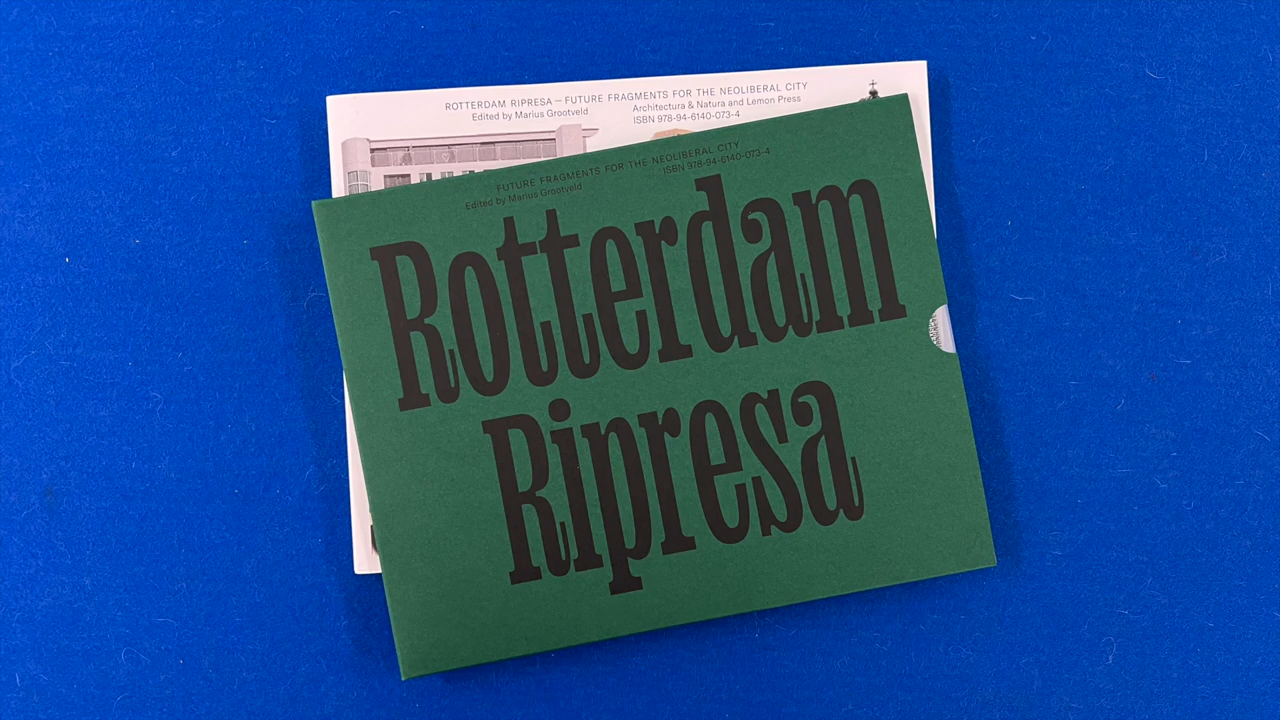 ROTTERDAM RIPRESA — FUTURE FRAGMENTS FOR THE NEOLIBERAL CITY
Edited by Marius Grootveld
Architectura & Natura and Lemon Press
ISBN 978-94-6140-073-4
FUTURE FRAGMENTS FOR THE NEOLIBERAL CITY
Edited by Marius Grootveld
ISBN 978-94-6140-073-4
Rotterdam
Ripresa